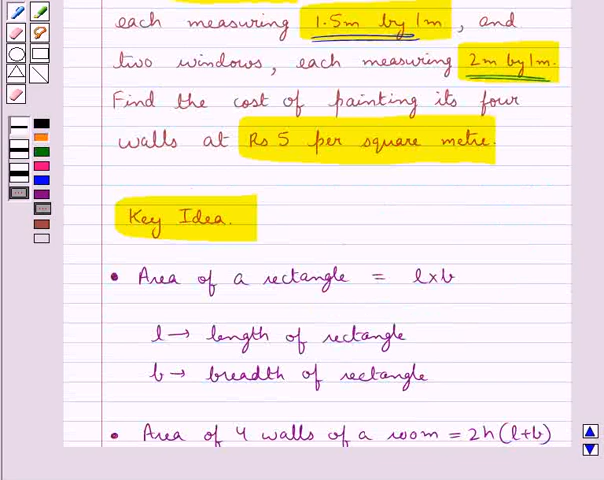 each measuring 1.5m by 1m, and
two windows, each measuring 2m by 1m.
Find the cost of painting its four
walls at Rs 5 per square metre.
Key Idea.
• Area of a rectangle = l×b
l → length of rectangle
b → breadth of rectangle
• Area of 4 walls of a room = 2h(l+b)